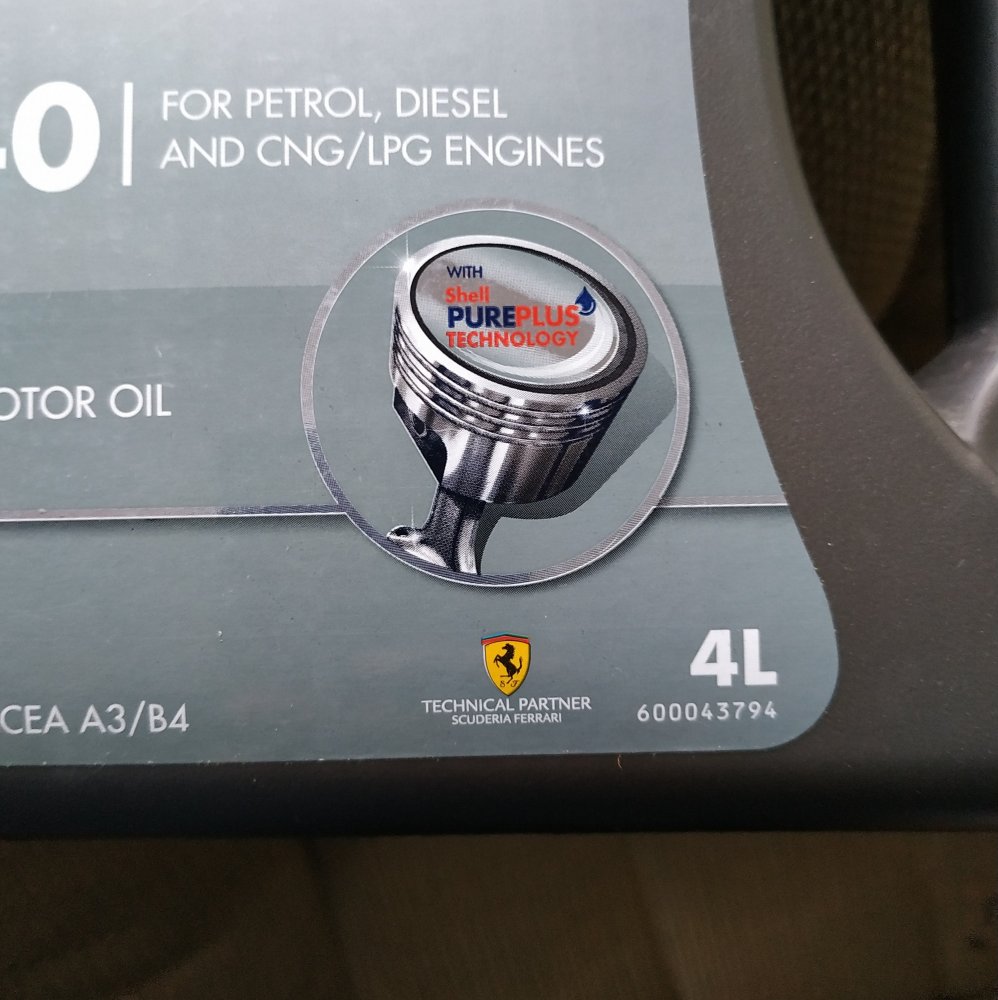 40 | FOR PETROL, DIESEL
AND CNG/LPG ENGINES
WITH
Shell
PUREPLUS
TECHNOLOGY
OTOR OIL
S F
TECHNICAL PARTNER
SCUDERIA FERRARI
4L
600043794
CEA A3/B4